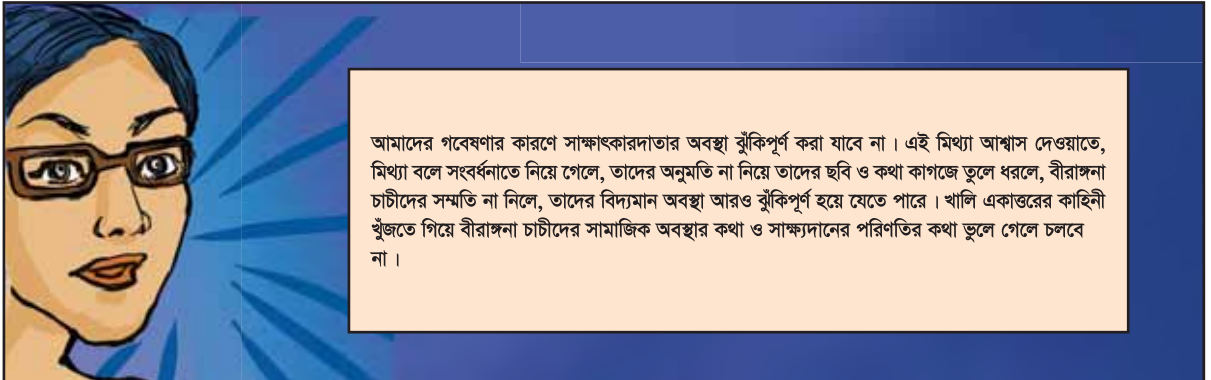 আমাদের গবেষণার কারণে সাক্ষাৎকারদাতার অবস্থা ঝুঁকিপূর্ণ করা যাবে না । এই মিথ্যা আশ্বাস দেওয়াতে,
মিথ্যা বলে সংবর্ধনাতে নিয়ে গেলে, তাদের অনুমতি না নিয়ে তাদের ছবি ও কথা কাগজে তুলে ধরলে, বীরাঙ্গনা
চাচীদের সম্মতি না নিলে, তাদের বিদ্যমান অবস্থা আরও ঝুঁকিপূর্ণ হয়ে যেতে পারে । খালি একাত্তরের কাহিনী
খুঁজতে গিয়ে বীরাঙ্গনা চাচীদের সামাজিক অবস্থার কথা ও সাক্ষ্যদানের পরিণতির কথা ভুলে গেলে চলবে
না ।